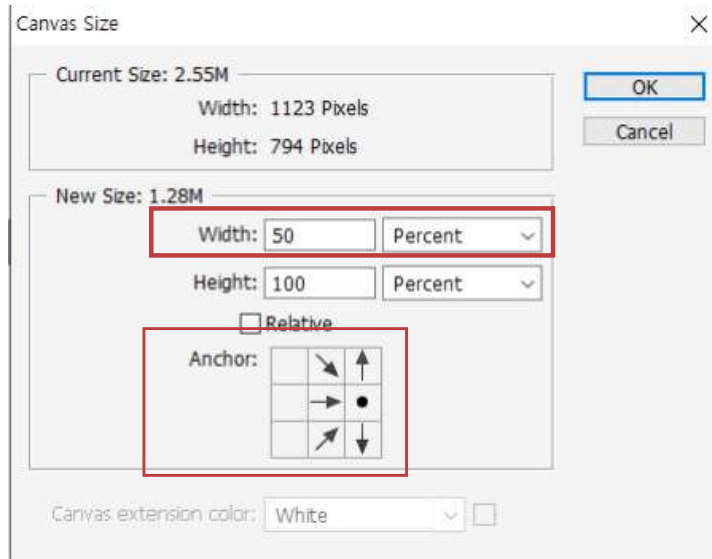 Canvas Size
Current Size: 2.55M
Width: 1123 Pixels
Height: 794 Pixels
OK
Cancel
New Size: 1.28M
Width: 50 Percent
Height: 100 Percent
Relative
Anchor:
Canvas extension color: White